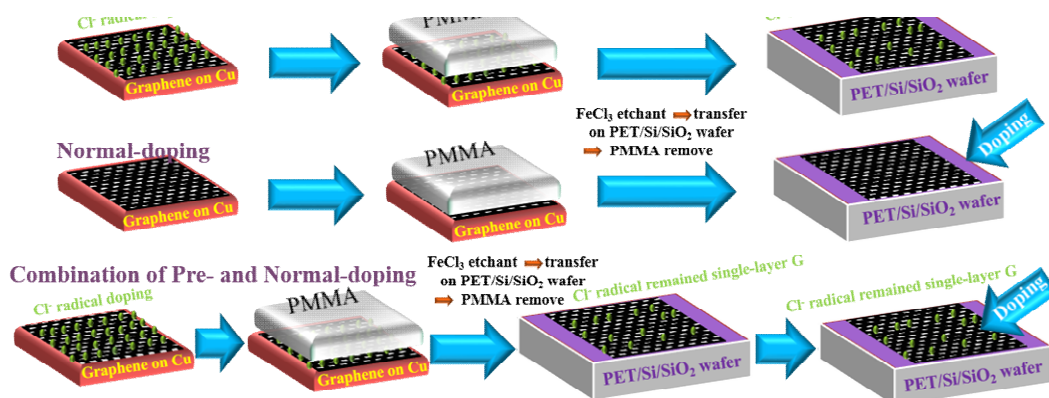 Cl⁻ radical doping
PMMA
Graphene on Cu
Graphene on Cu
PET/Si/SiO₂ wafer
FeCl₃ etchant ➡transfer
on PET/Si/SiO₂ wafer
➡ PMMA remove
Normal-doping
PMMA
Doping
Graphene on Cu
Graphene on Cu
PET/Si/SiO₂ wafer
Combination of Pre- and Normal-doping
FeCl₃ etchant ➡transfer
on PET/Si/SiO₂ wafer
➡ PMMA remove
Cl⁻ radical doping
PMMA
Cl⁻ radical remained single-layer G
Cl⁻ radical remained single-layer G
Doping
Graphene on Cu
Graphene on Cu
PET/Si/SiO₂ wafer
PET/Si/SiO₂ wafer